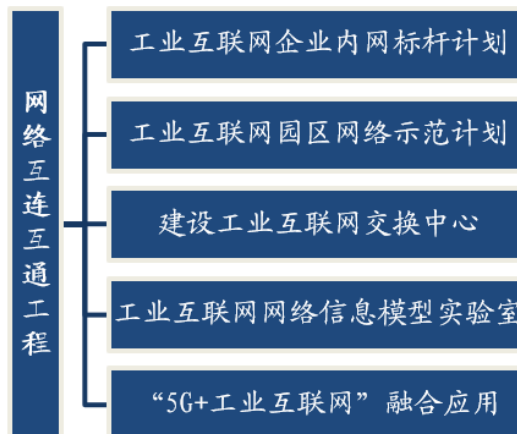 网络互连互通工程
工业互联网企业内网标杆计划
工业互联网园区网络示范计划
建设工业互联网交换中心
工业互联网网络信息模型实验室
“5G+工业互联网”融合应用